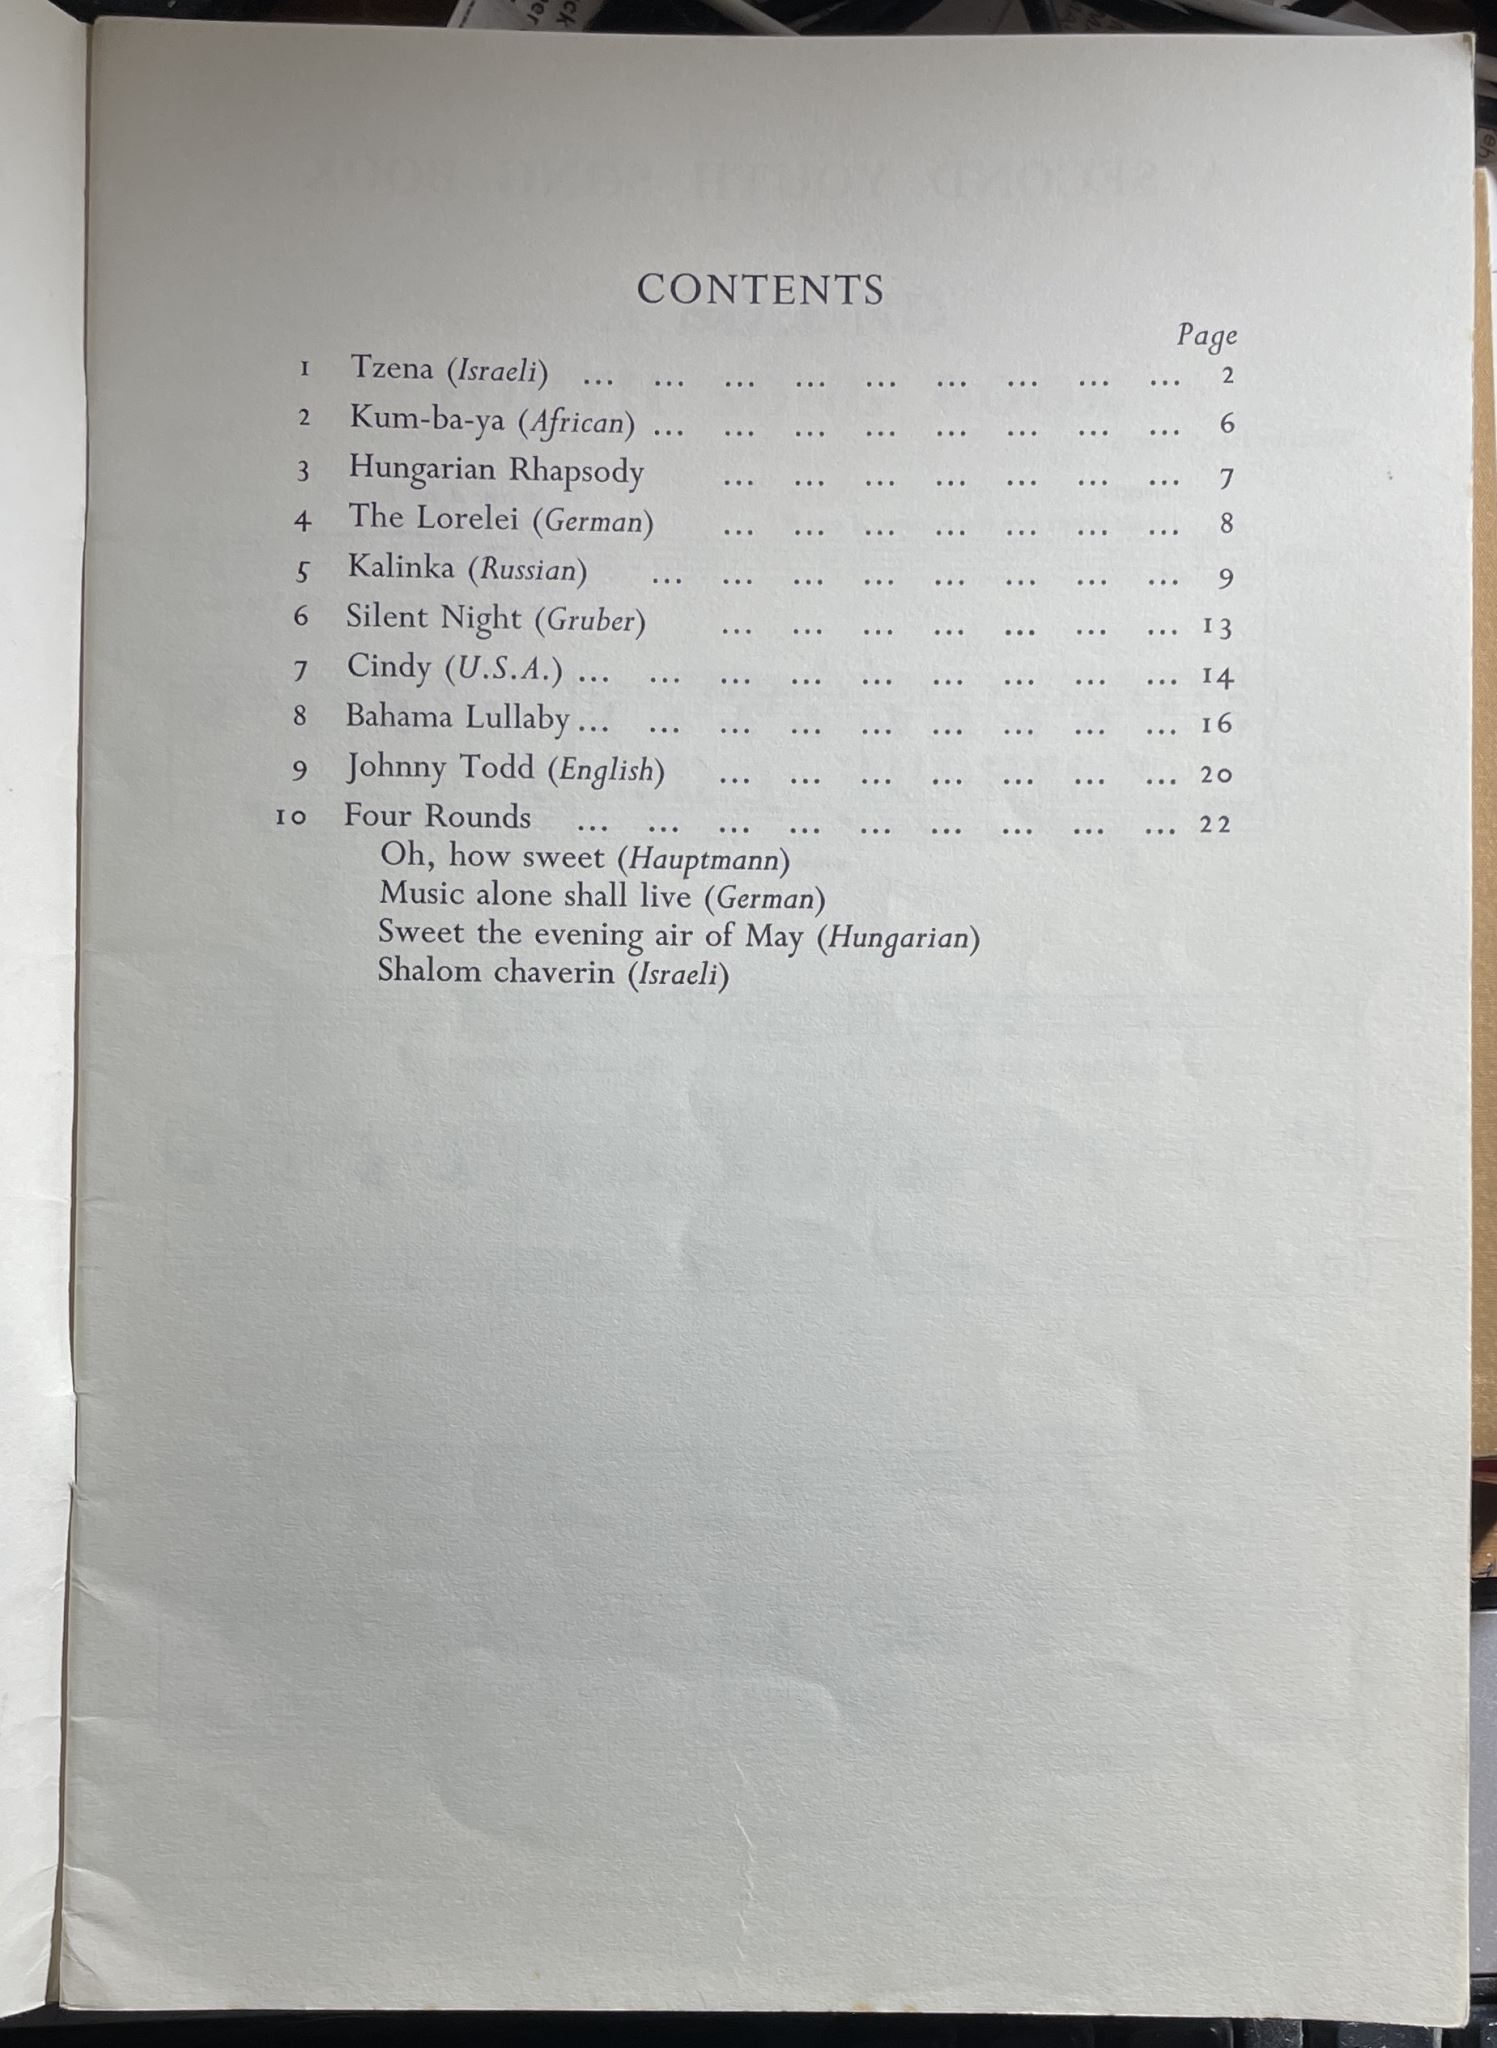 CONTENTS
Page
1 Tzena (Israeli) ... ... ... ... ... ... ... ... ... 2
2 Kum-ba-ya (African) ... ... ... ... ... ... ... ... 6
3 Hungarian Rhapsody ... ... ... ... ... ... ... 7
4 The Lorelei (German) ... ... ... ... ... ... ... 8
5 Kalinka (Russian) ... ... ... ... ... ... ... ... 9
6 Silent Night (Gruber) ... ... ... ... ... ... ... 13
7 Cindy (U.S.A.) ... ... ... ... ... ... ... ... ... 14
8 Bahama Lullaby ... ... ... ... ... ... ... ... ... 16
9 Johnny Todd (English) ... ... ... ... ... ... ... 20
10 Four Rounds ... ... ... ... ... ... ... ... ... 22
Oh, how sweet (Hauptmann)
Music alone shall live (German)
Sweet the evening air of May (Hungarian)
Shalom chaverin (Israeli)